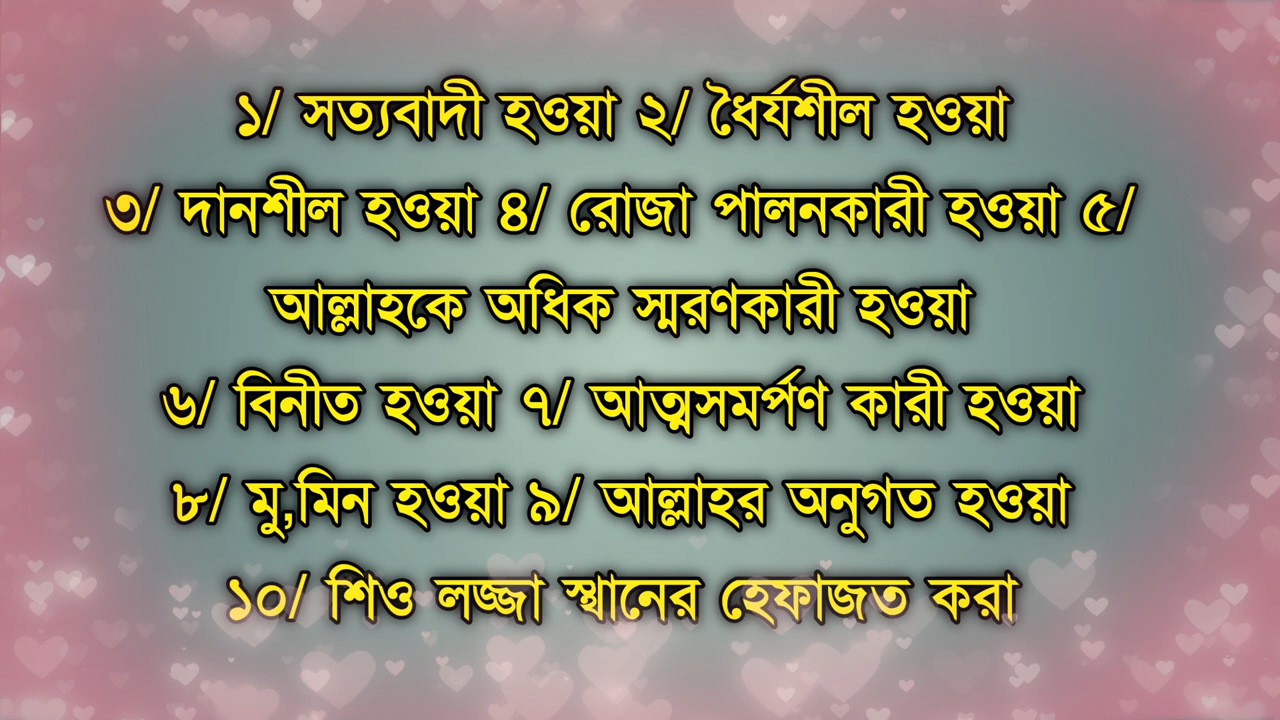 ১/ সত্যবাদী হওয়া ২/ ধৈর্যশীল হওয়া
৩/ দানশীল হওয়া ৪/ রোজা পালনকারী হওয়া ৫/
আল্লাহকে অধিক স্মরণকারী হওয়া
৬/ বিনীত হওয়া ৭/ আত্মসমর্পণ কারী হওয়া
৮/ মু,মিন হওয়া ৯/ আল্লাহর অনুগত হওয়া
১০/ শিও লজ্জা স্থানের হেফাজত করা